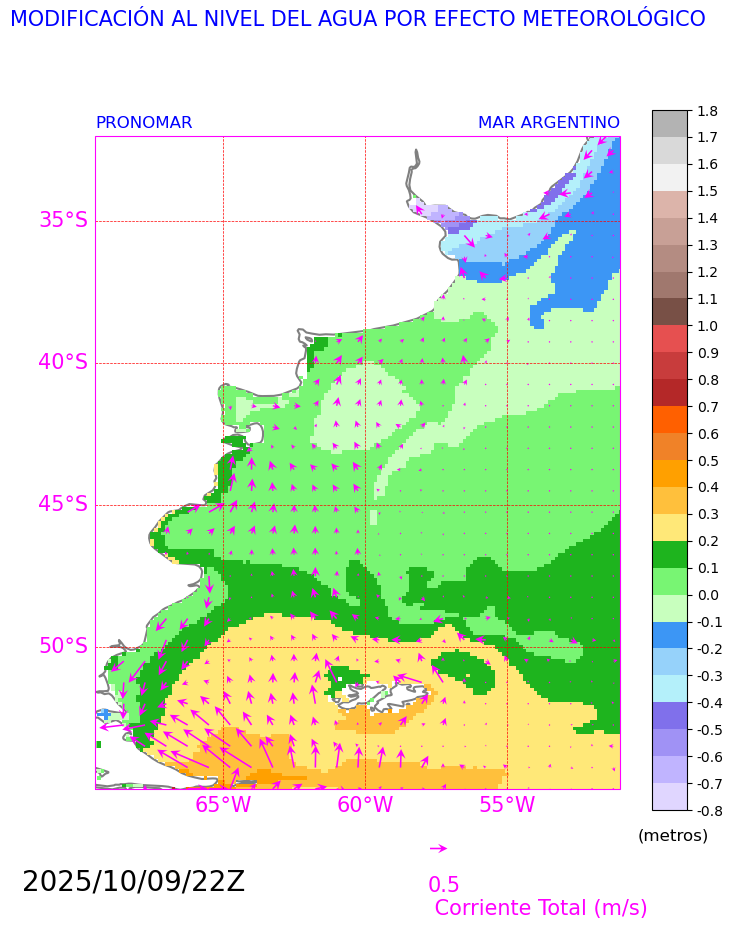 MODIFICACIÓN AL NIVEL DEL AGUA POR EFECTO METEOROLÓGICO
PRONOMAR MAR ARGENTINO
35°S
40°S
45°S
50°S
65°W 60°W 55°W
1.8
1.7
1.6
1.5
1.4
1.3
1.2
1.1
1.0
0.9
0.8
0.7
0.6
0.5
0.4
0.3
0.2
0.1
0.0
-0.1
-0.2
-0.3
-0.4
-0.5
-0.6
-0.7
-0.8
(metros)
2025/10/09/22Z
0.5
Corriente Total (m/s)